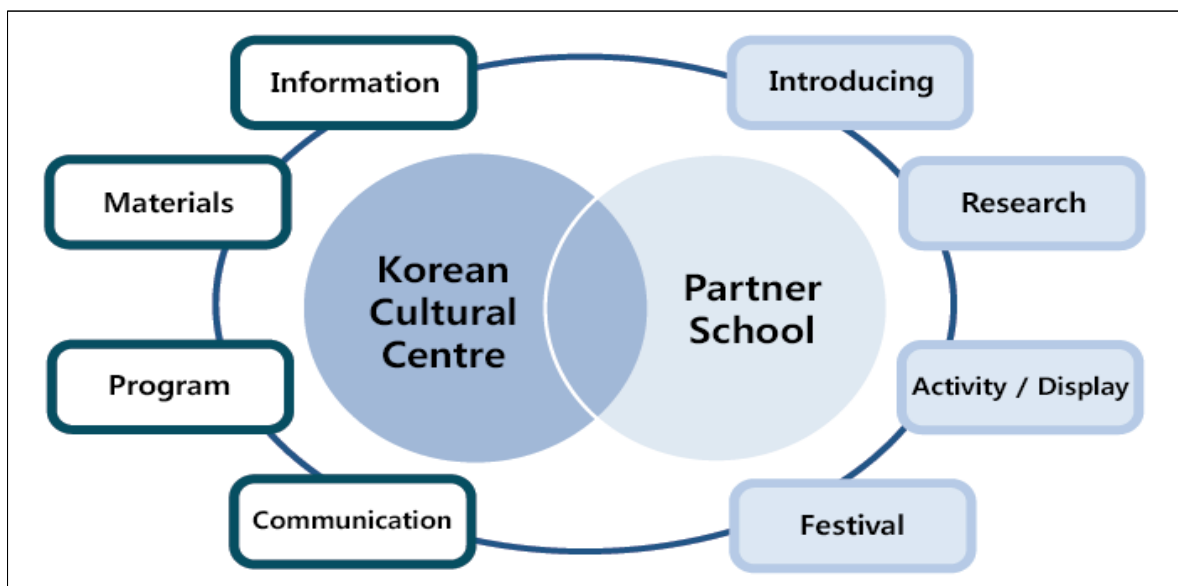 Information
Introducing
Materials
Research
Korean
Cultural
Centre
Partner
School
Program
Activity / Display
Communication
Festival